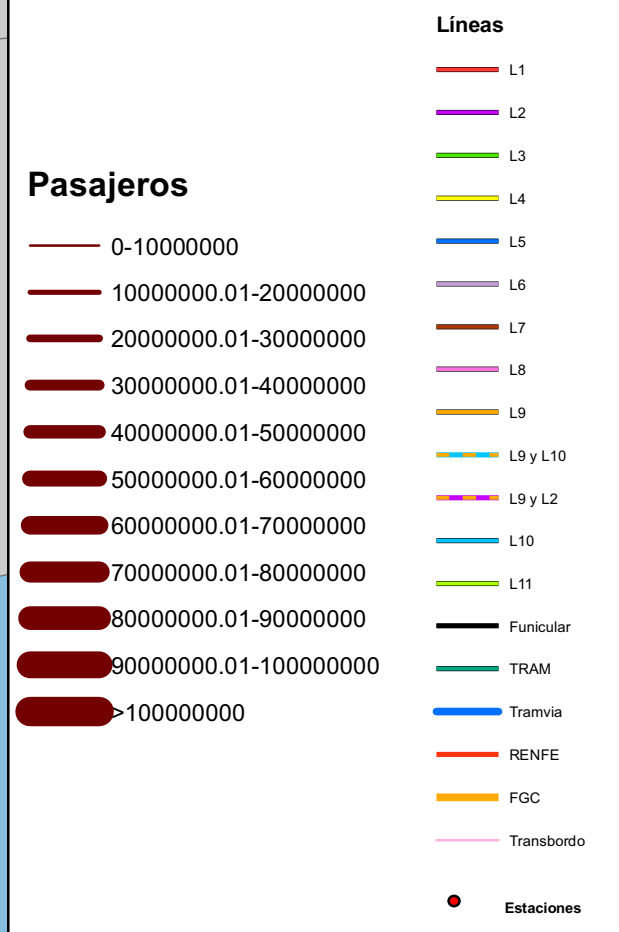 Pasajeros
0-10000000
10000000.01-20000000
20000000.01-30000000
30000000.01-40000000
40000000.01-50000000
50000000.01-60000000
60000000.01-70000000
70000000.01-80000000
80000000.01-90000000
90000000.01-100000000
>100000000
Líneas
L1
L2
L3
L4
L5
L6
L7
L8
L9
L9 y L10
L9 y L2
L10
L11
Funicular
TRAM
Tramvia
RENFE
FGC
Transbordo
Estaciones